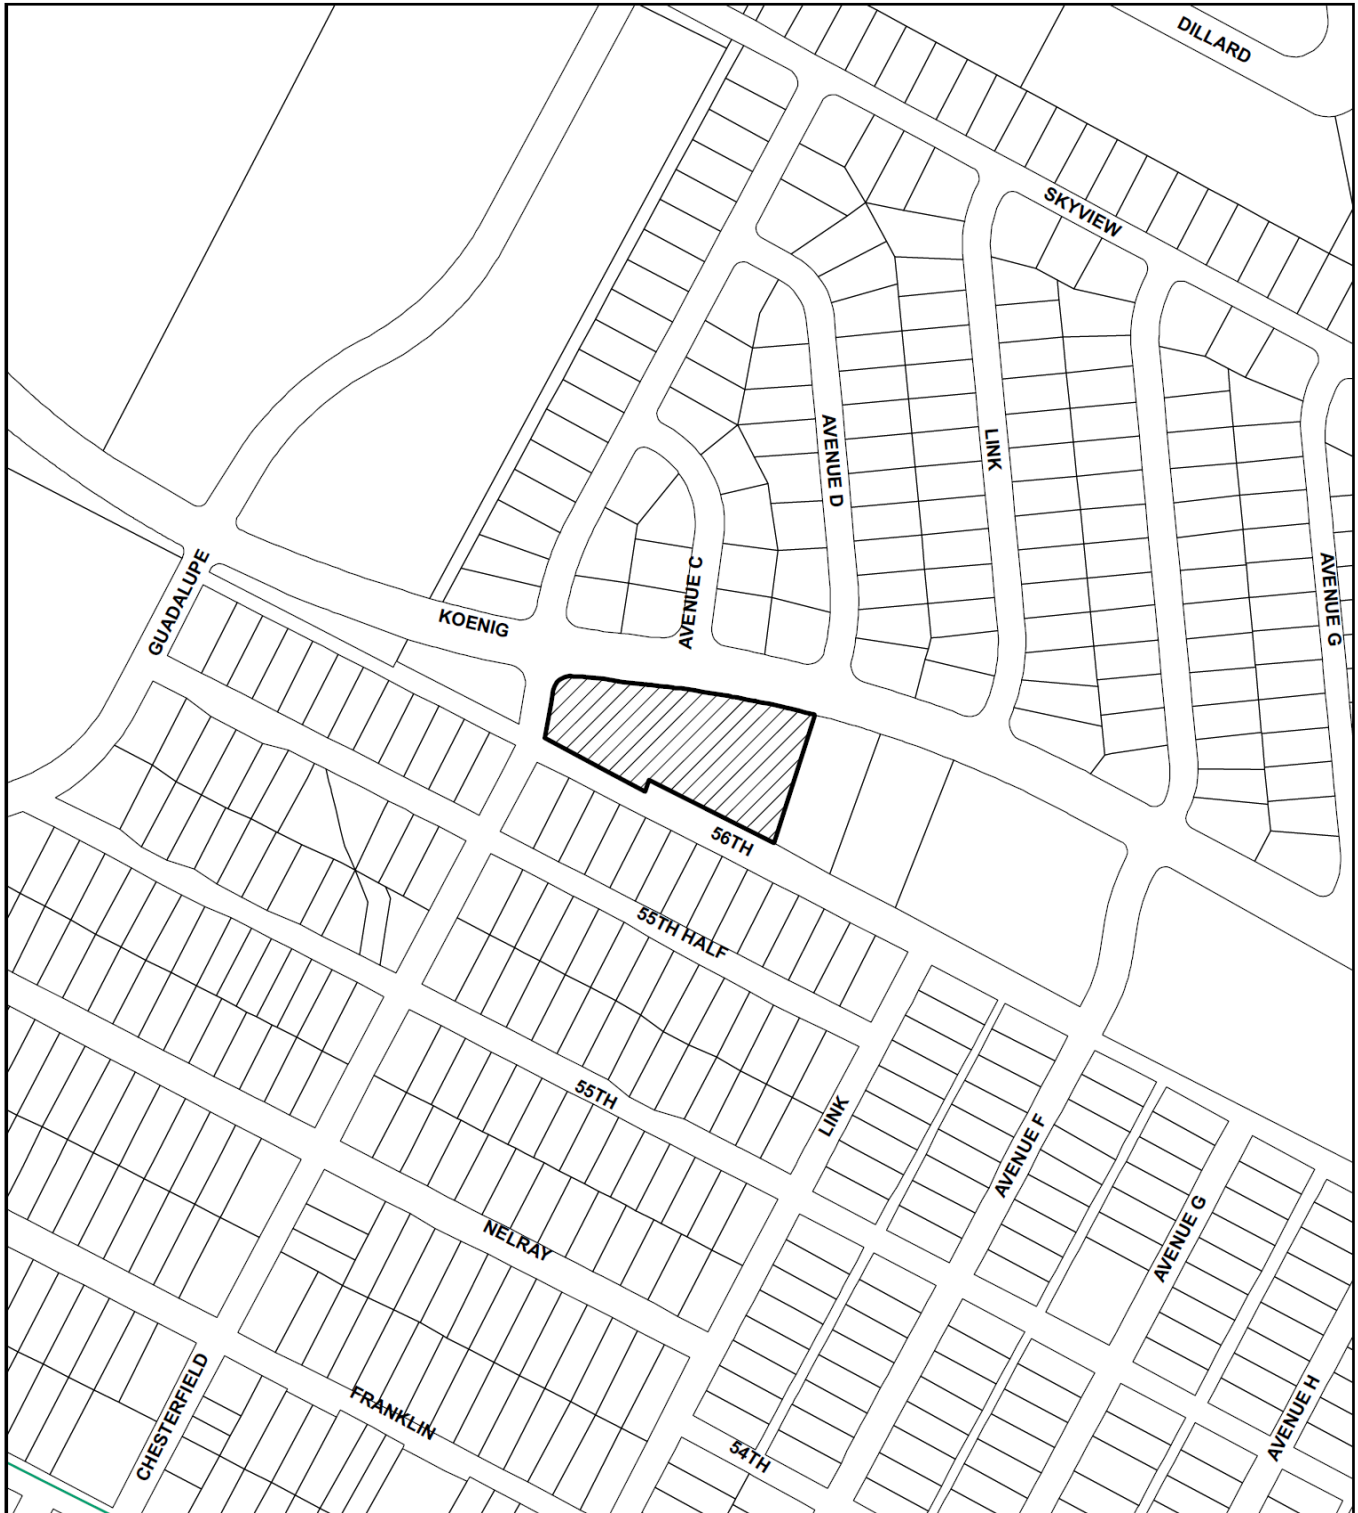 DILLARD
SKYVIEW
AVENUE D
LINK
GUADALUPE
AVENUE C
AVENUE G
KOENIG
56TH
55TH HALF
55TH
LINK
AVENUE F
NELRAY
AVENUE G
CHESTERFIELD
FRANKLIN
AVENUE H
54TH